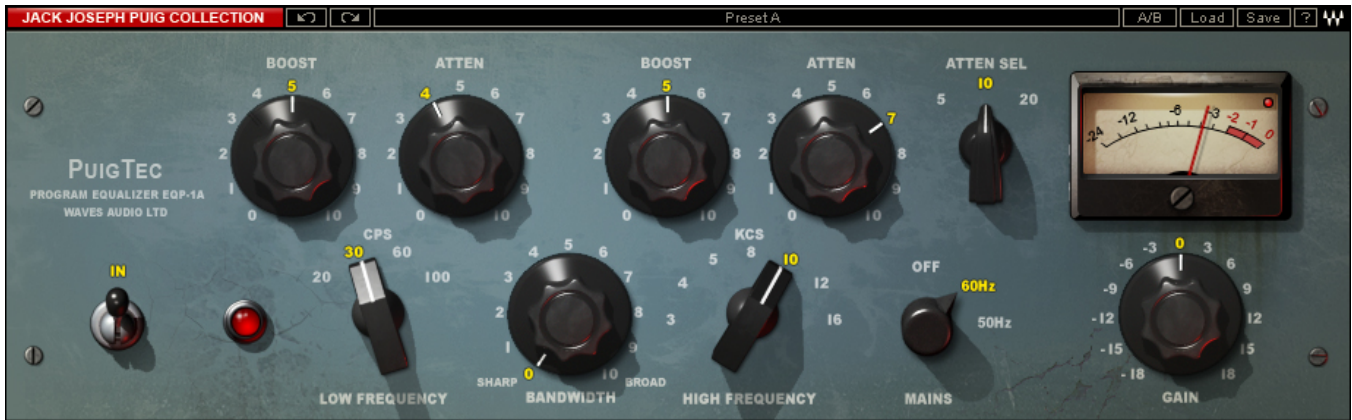 JACK JOSEPH PUIG COLLECTION Preset A A/B Load Save ?
BOOST ATTEN BOOST ATTEN ATTEN SEL
0 1 2 3 4 5 6 7 8 9 10
0 1 2 3 4 5 6 7 8 9 10
0 1 2 3 4 5 6 7 8 9 10
0 1 2 3 4 5 6 7 8 9 10
5 10 20
-24 -12 -6 -3 -2 -1 0
PUIGTEC
PROGRAM EQUALIZER EQP-1A
WAVES AUDIO LTD
IN
CPS
20 30 60 100
LOW FREQUENCY
0 1 2 3 4 5 6 7 8 9 10
SHARP BROAD
BANDWIDTH
KCS
3 4 5 8 10 12 16
HIGH FREQUENCY
OFF
60Hz
50Hz
MAINS
-18 -15 -12 -9 -6 -3 0 3 6 9 12 15 18
GAIN